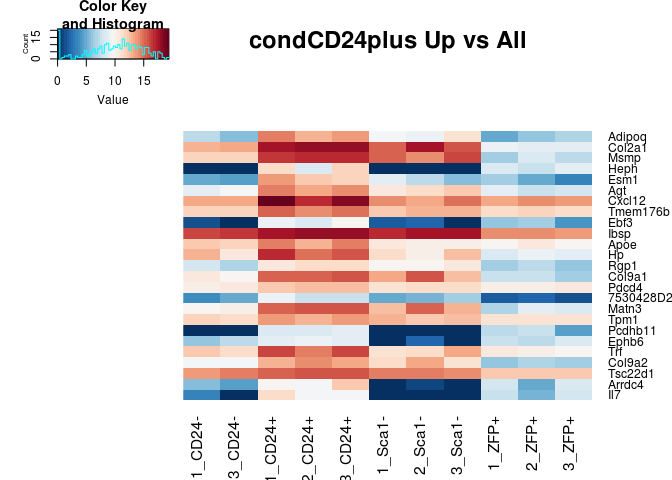 Color Key
and Histogram
Count
0
15
0 5 10 15
Value
condCD24plus Up vs All
Adipoq
Col2a1
Msmp
Heph
Esm1
Agt
Cxcl12
Tmem176b
Ebf3
Ibsp
Apoe
Hp
Rgp1
Col9a1
Pdcd4
7530428D2
Matn3
Tpm1
Pcdhb11
Ephb6
Trf
Col9a2
Tsc22d1
Arrdc4
Il7
1_CD24-
3_CD24-
1_CD24+
2_CD24+
3_CD24+
1_Sca1-
2_Sca1-
3_Sca1-
1_ZFP+
2_ZFP+
3_ZFP+